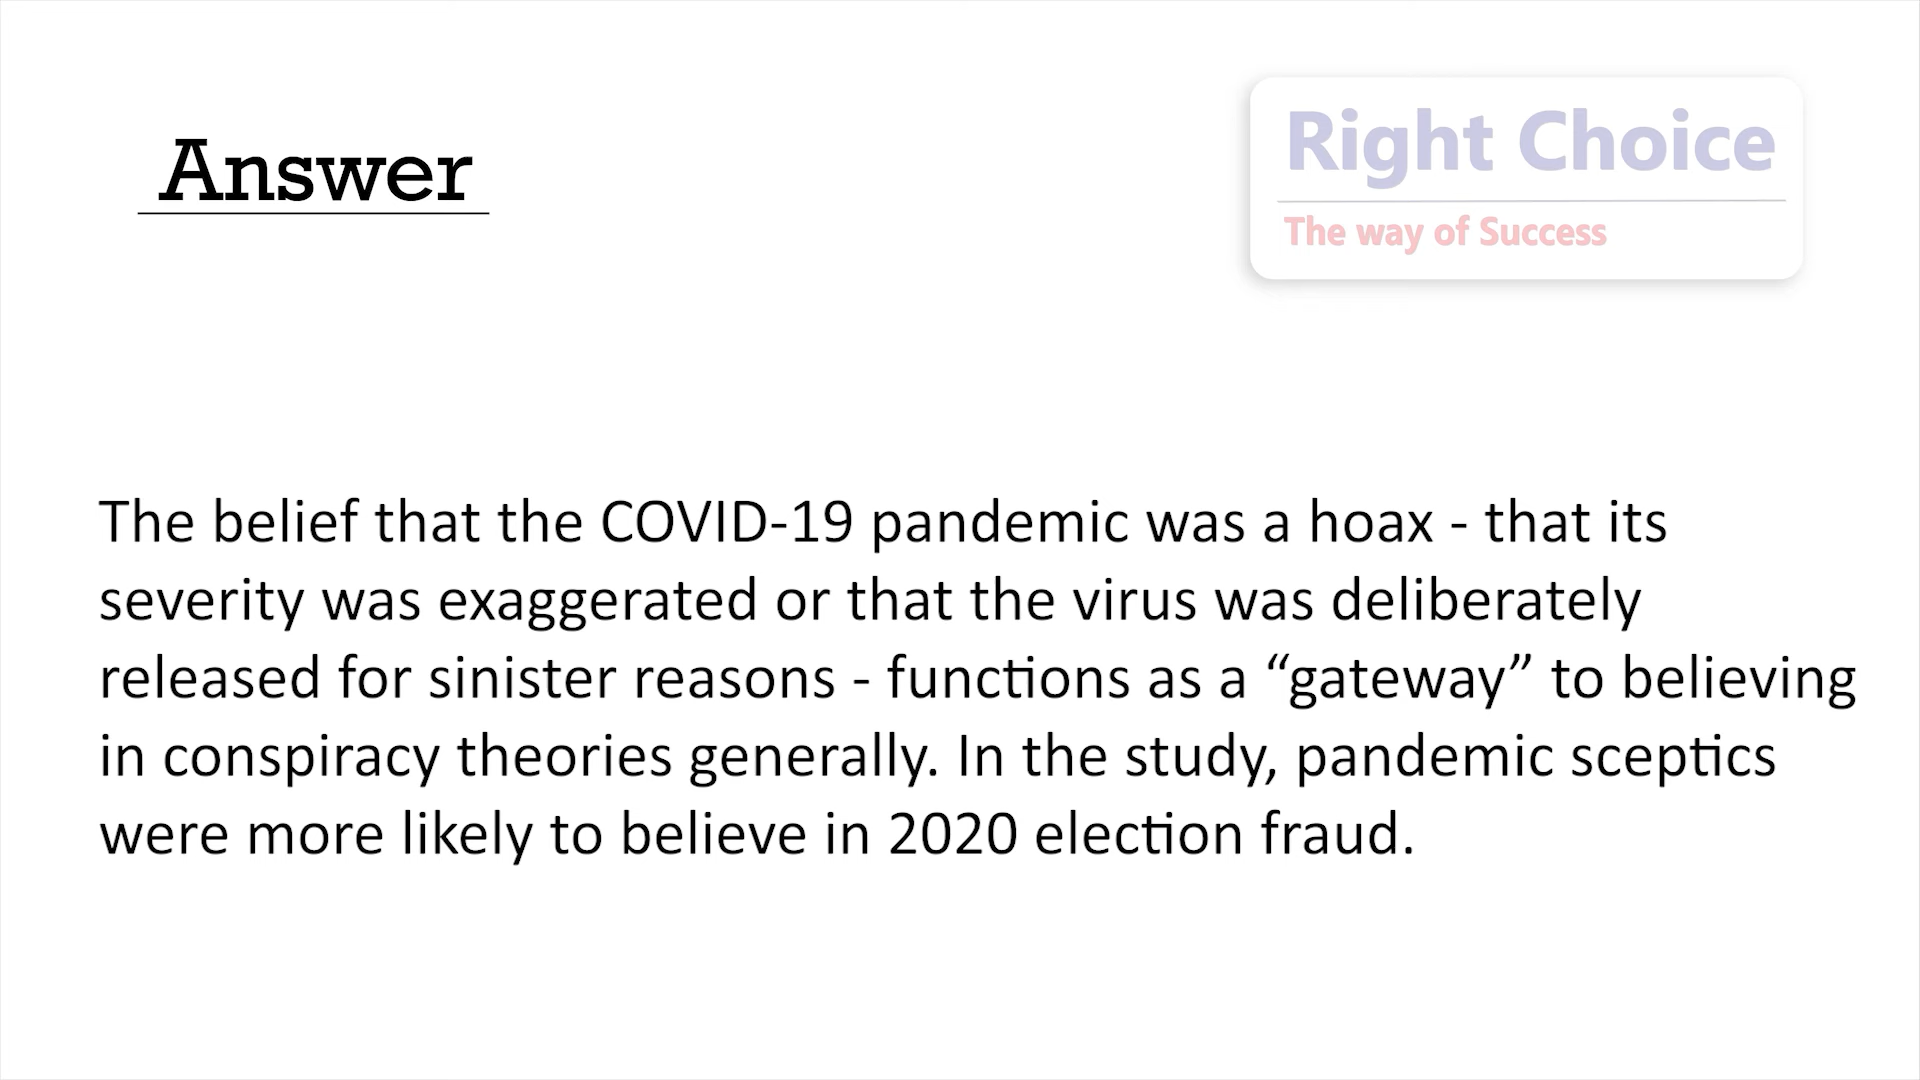 Answer
Right Choice
The way of Success
The belief that the COVID-19 pandemic was a hoax - that its
severity was exaggerated or that the virus was deliberately
released for sinister reasons - functions as a “gateway” to believing
in conspiracy theories generally. In the study, pandemic sceptics
were more likely to believe in 2020 election fraud.